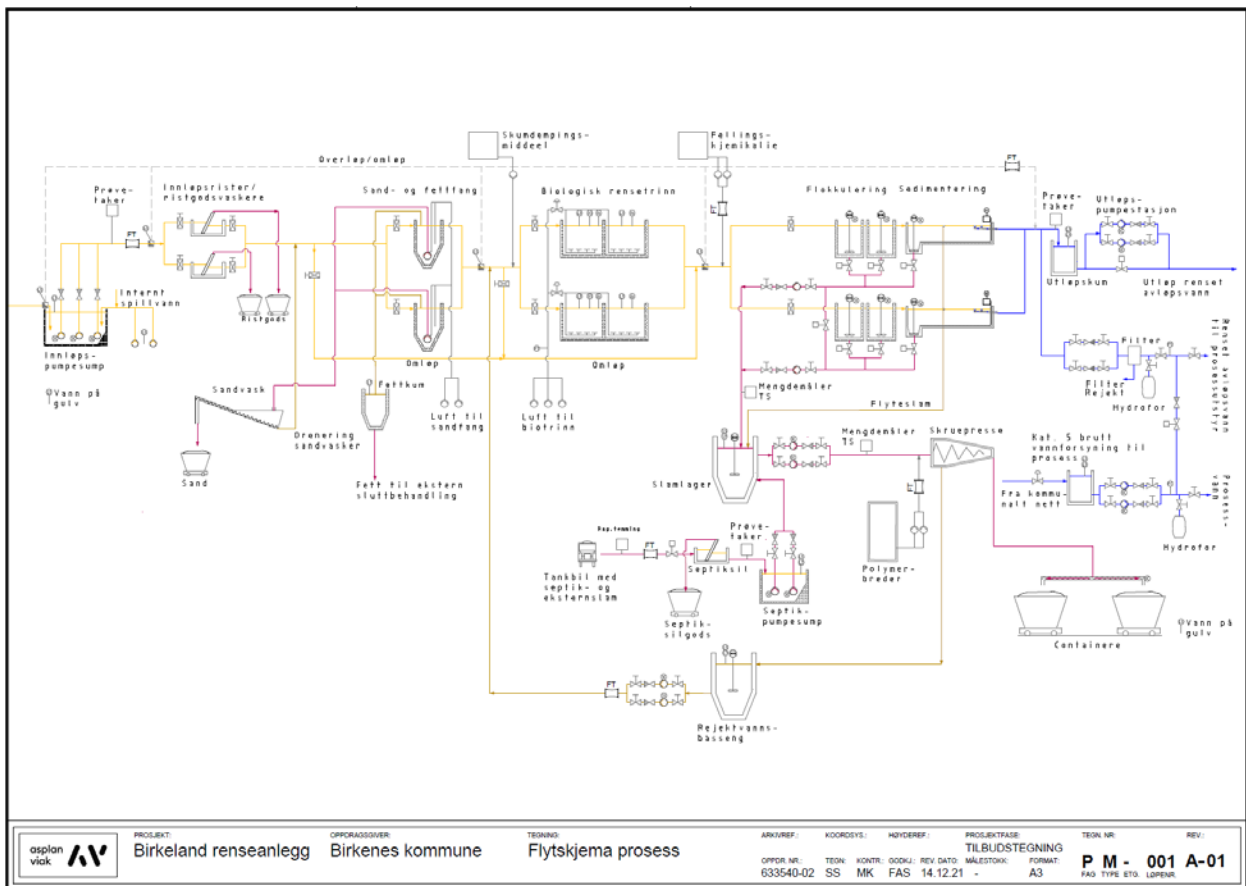 Skumdempings-
middeel
Fellings-
kjemikalie
Overløp/omløp
FT
Prøve-
taker
Innløpsrister/
ristgodsvaskere
Sand- og fettfang
Biologisk rensetrinn
Flokkulering
Sedimentering
Prøve-
taker
Utløps-
pumpestasjon
FT
FT
Internt
spillvann
Ristgods
Utløpskum
Utløp renset
avløpsvann
Innløps-
pumpesump
Omløp
Omløp
Vann på
gulv
Sandvask
Fettkum
Luft til
sandfang
Luft til
biotrinn
Mengdemåler
TS
Flyteslam
Filter
Filter
Rejekt
Hydrofor
Renset avløpsvann
til prosessutstyr
Drenering
sandvasker
Sand
Fett til ekstern
sluttbehandling
Slamlager
Mengdemåler
TS
Skruepresse
Kat. 5 brutt
vannforsyning til
prosess
Fra kommu-
nalt nett
Prosess-
vann
Hydrofor
FT
Prøve-
taker.
FT
Septiksil
Tankbil med
septik- og
eksternslam
Septik-
silgods
Septik-
pumpesump
Polymer-
breder
Containere
Vann på
gulv
FT
Rejektvanns-
basseng
asplan
viak
PROSJEKT:
Birkeland renseanlegg
OPPDRAGSGIVER:
Birkenes kommune
TEGNING:
Flytskjema prosess
ARKIVREF.:
KOORDSYS.:
HØYDEREF.:
PROSJEKTFASE:
TILBUDSTEGNING
TEGN. NR:
REV.:
OPPDR. NR.:
633540-02
TEGN:
SS
KONTR.:
MK
GODKJ.:
FAS
REV. DATO:
14.12.21
MÅLESTOKK:
-
FORMAT:
A3
P M - 001 A-01
FAG TYPE ETG. LØPENR.